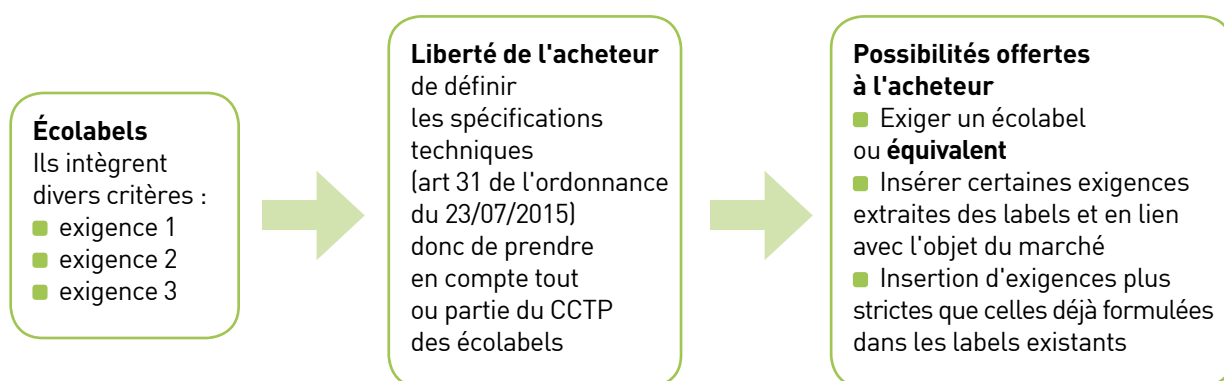 Écolabels
Ils intègrent
divers critères :
exigence 1
exigence 2
exigence 3
Liberté de l'acheteur
de définir
les spécifications
techniques
(art 31 de l'ordonnance
du 23/07/2015)
donc de prendre
en compte tout
ou partie du CCTP
des écolabels
Possibilités offertes
à l'acheteur
Exiger un écolabel
ou équivalent
Insérer certaines exigences
extraites des labels et en lien
avec l'objet du marché
Insertion d'exigences plus
strictes que celles déjà formulées
dans les labels existants